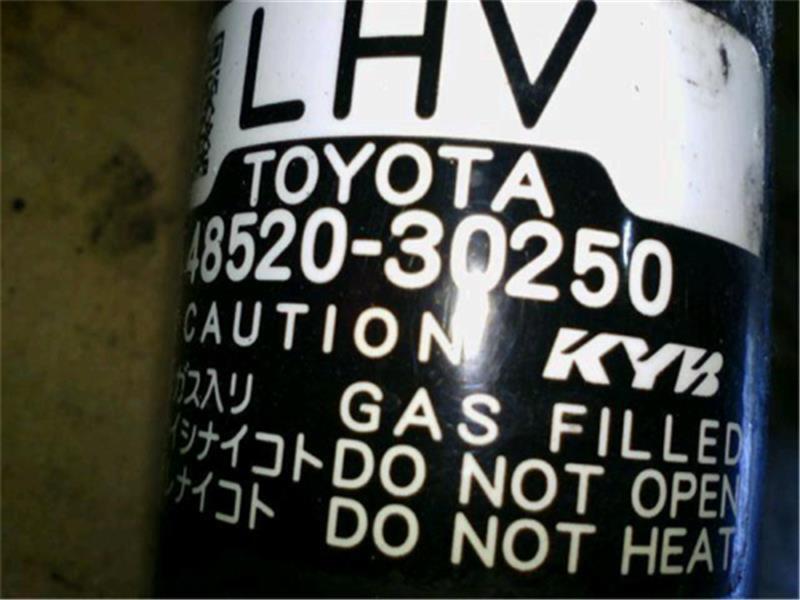 LHV
TOYOTA
48520-30250
CAUTION KYB
ガス入リ GAS FILLED
イシナイコト DO NOT OPEN
ナイコト DO NOT HEAT